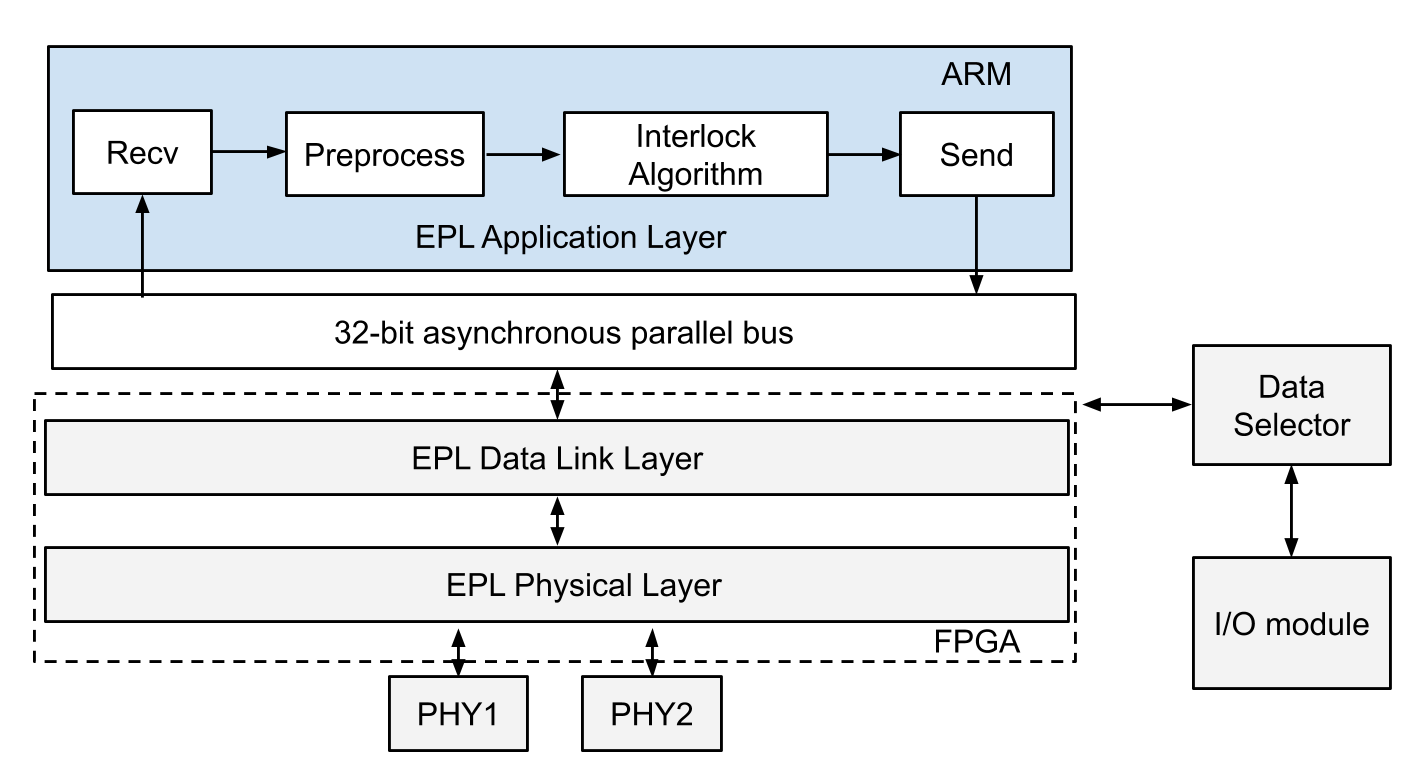 ARM
Recv
Preprocess
Interlock
Algorithm
Send
EPL Application Layer
32-bit asynchronous parallel bus
Data
Selector
EPL Data Link Layer
EPL Physical Layer
I/O module
FPGA
PHY1
PHY2